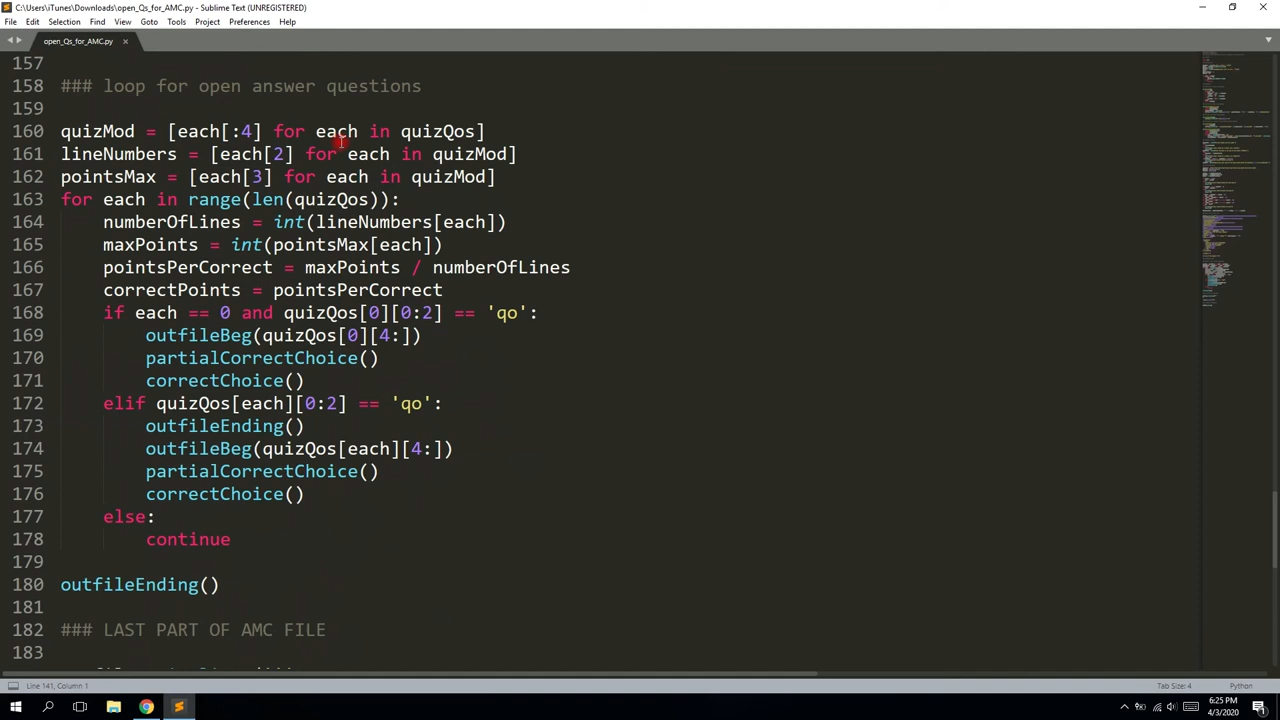 C:\Users\iTunes\Downloads\open_Qs_for_AMC.py - Sublime Text (UNREGISTERED)
File Edit Selection Find View Goto Tools Project Preferences Help
open_Qs_for_AMC.py ×
157
158 ### loop for open answer questions
159
160 quizMod = [each[:4] for each in quizQos]
161 lineNumbers = [each[2] for each in quizMod]
162 pointsMax = [each[3] for each in quizMod]
163 for each in range(len(quizQos)):
164     numberOfLines = int(lineNumbers[each])
165     maxPoints = int(pointsMax[each])
166     pointsPerCorrect = maxPoints / numberOfLines
167     correctPoints = pointsPerCorrect
168     if each == 0 and quizQos[0][0:2] == 'qo':
169         outfileBeg(quizQos[0][4:])
170         partialCorrectChoice()
171         correctChoice()
172     elif quizQos[each][0:2] == 'qo':
173         outfileEnding()
174         outfileBeg(quizQos[each][4:])
175         partialCorrectChoice()
176         correctChoice()
177     else:
178         continue
179
180 outfileEnding()
181
182 ### LAST PART OF AMC FILE
183
Line 141, Column 1 Tab Size: 4 Python
6:25 PM
4/3/2020